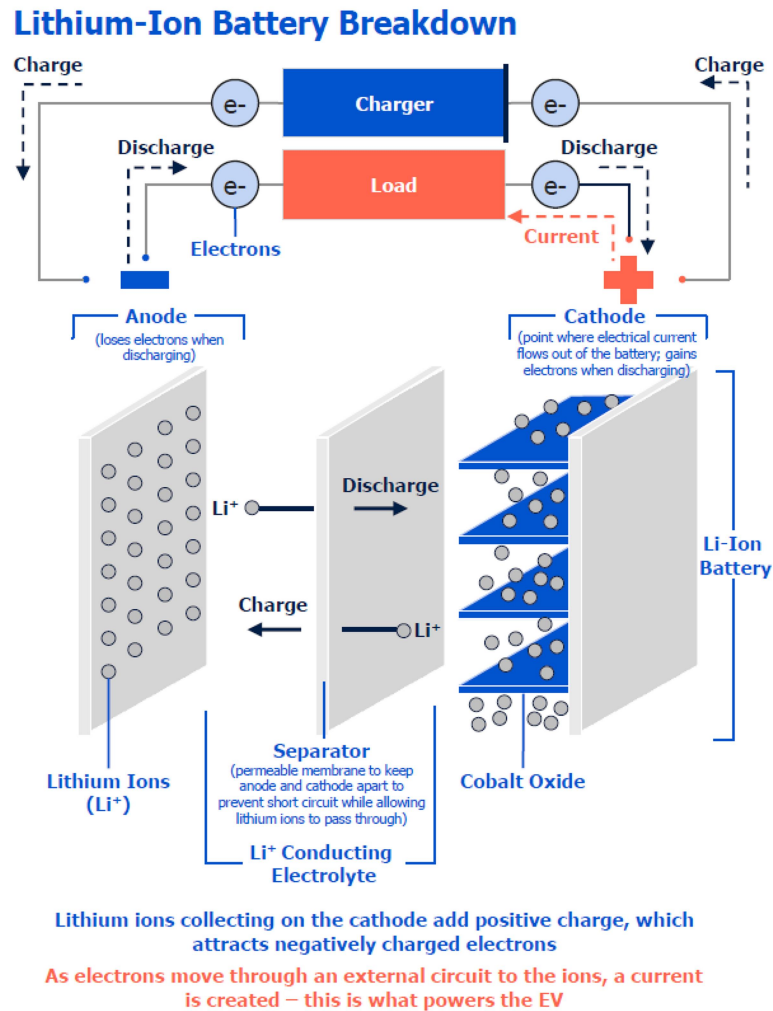 Lithium-Ion Battery Breakdown
Charge
Charge
e-
Charger
e-
Discharge
Discharge
e-
Load
e-
Electrons
Current
Anode
(loses electrons when
discharging)
Cathode
(point where electrical current
flows out of the battery; gains
electrons when discharging)
Li⁺
Discharge
Li-Ion
Battery
Charge
Li⁺
Separator
(permeable membrane to keep
anode and cathode apart to
prevent short circuit while allowing
lithium ions to pass through)
Lithium Ions
(Li⁺)
Cobalt Oxide
Li⁺ Conducting
Electrolyte
Lithium ions collecting on the cathode add positive charge, which
attracts negatively charged electrons
As electrons move through an external circuit to the ions, a current
is created – this is what powers the EV